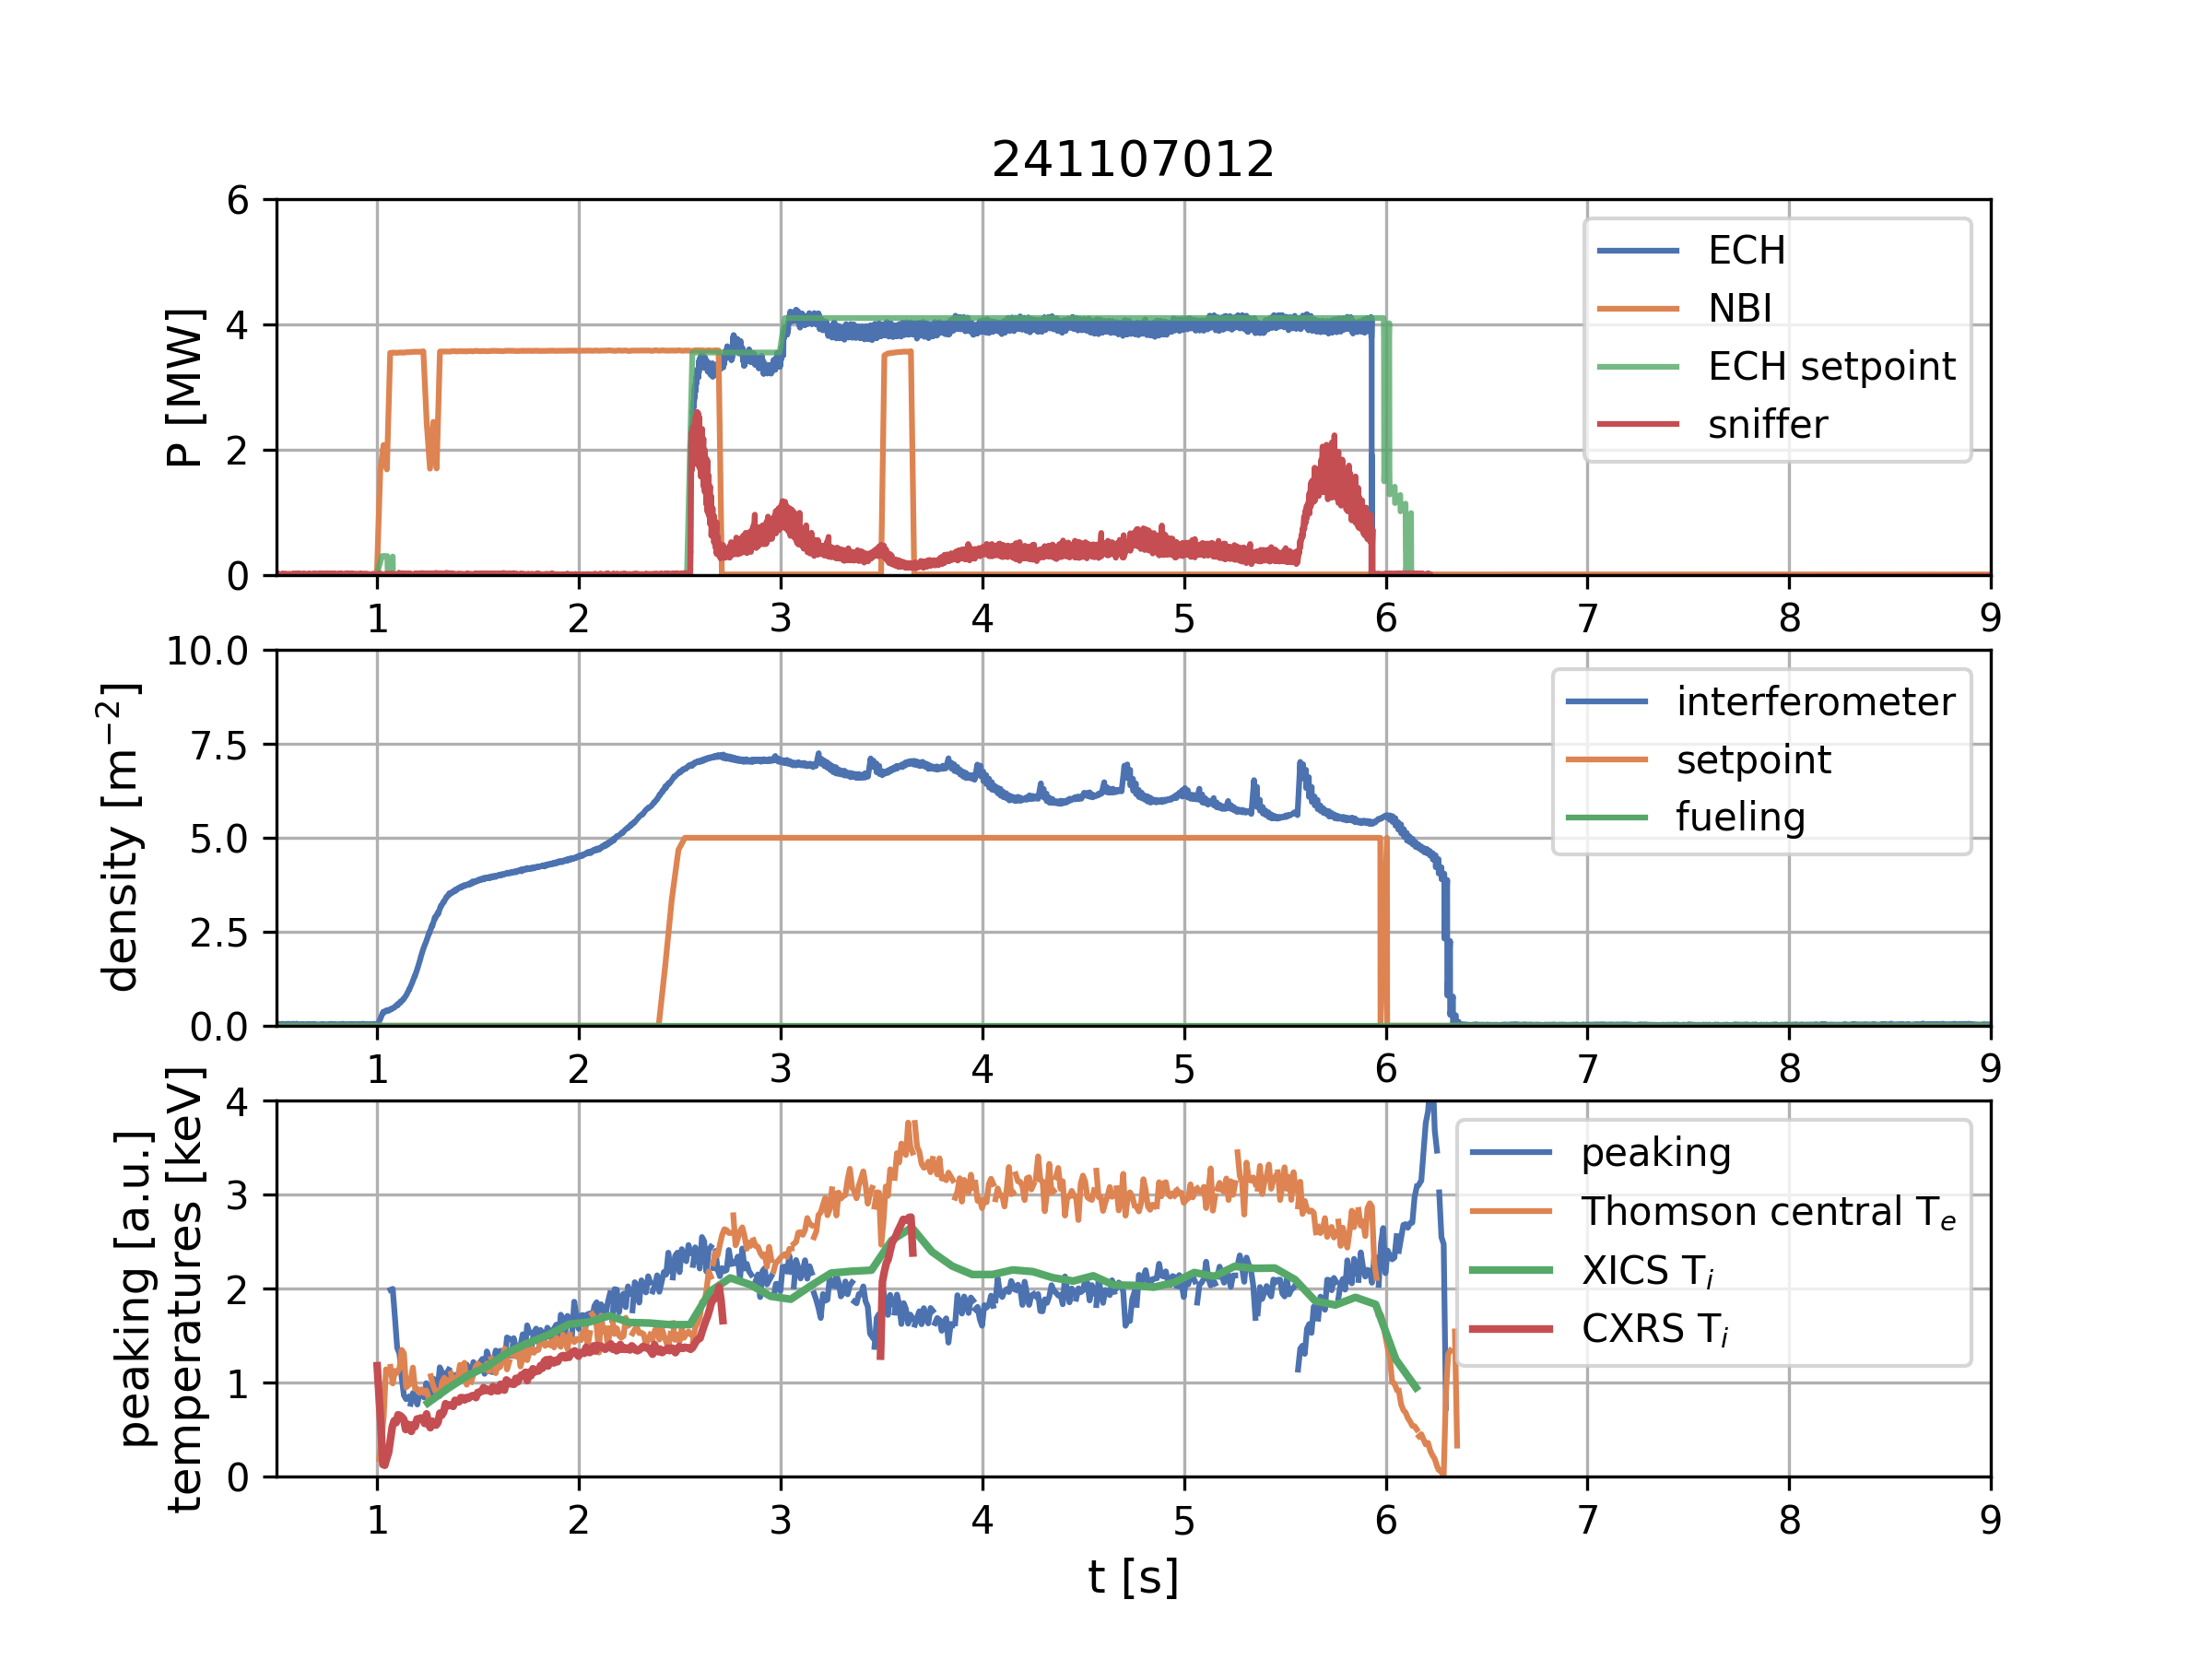 241107012
P [MW]
6
4
2
0
ECH
NBI
ECH setpoint
sniffer
1 2 3 4 5 6 7 8 9
density [m⁻²]
10.0
7.5
5.0
2.5
0.0
interferometer
setpoint
fueling
1 2 3 4 5 6 7 8 9
peaking [a.u.]
temperatures [keV]
4
3
2
1
0
peaking
Thomson central Tₑ
XICS Tᵢ
CXRS Tᵢ
1 2 3 4 5 6 7 8 9
t [s]